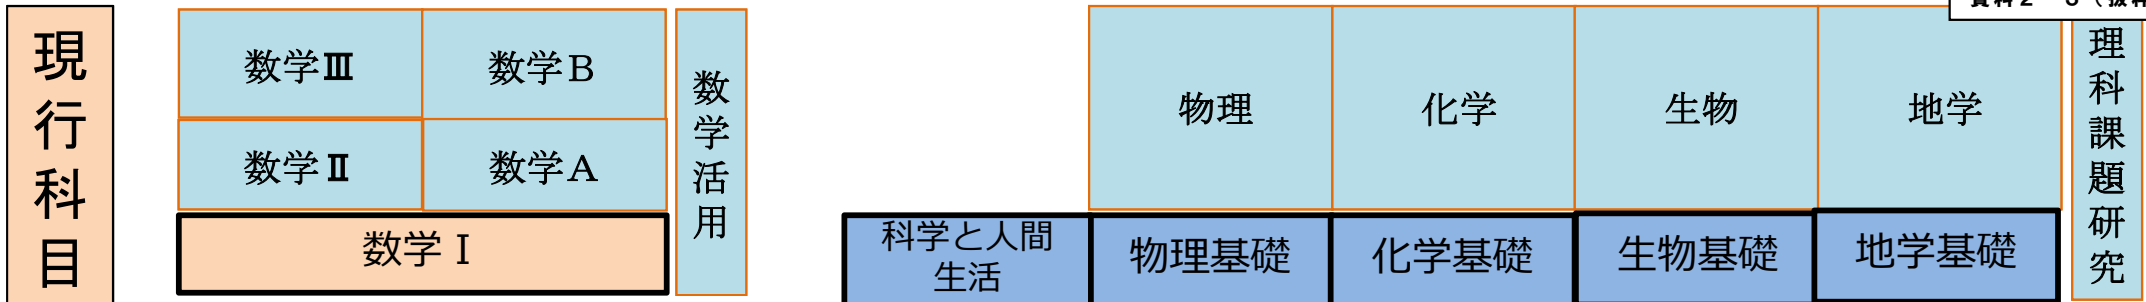 現行科目
数学Ⅲ
数学B
数学Ⅱ
数学A
数学Ⅰ
数学活用
物理
化学
生物
地学
科学と人間
生活
物理基礎
化学基礎
生物基礎
地学基礎
理科課題研究